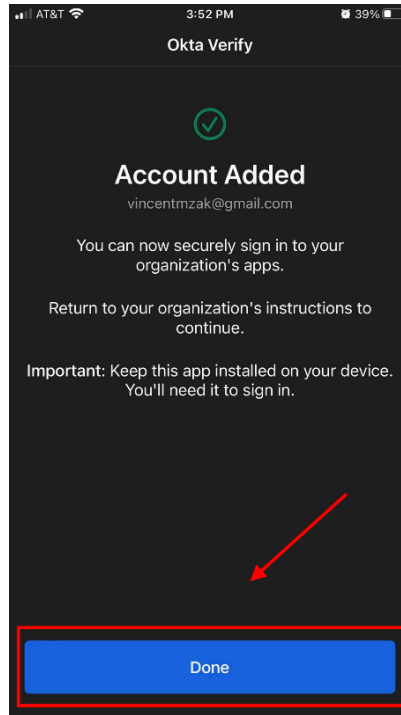 AT&T 3:52 PM 39%
Okta Verify
Account Added
vincentmzak@gmail.com
You can now securely sign in to your
organization's apps.
Return to your organization's instructions to
continue.
Important: Keep this app installed on your device.
You'll need it to sign in.
Done